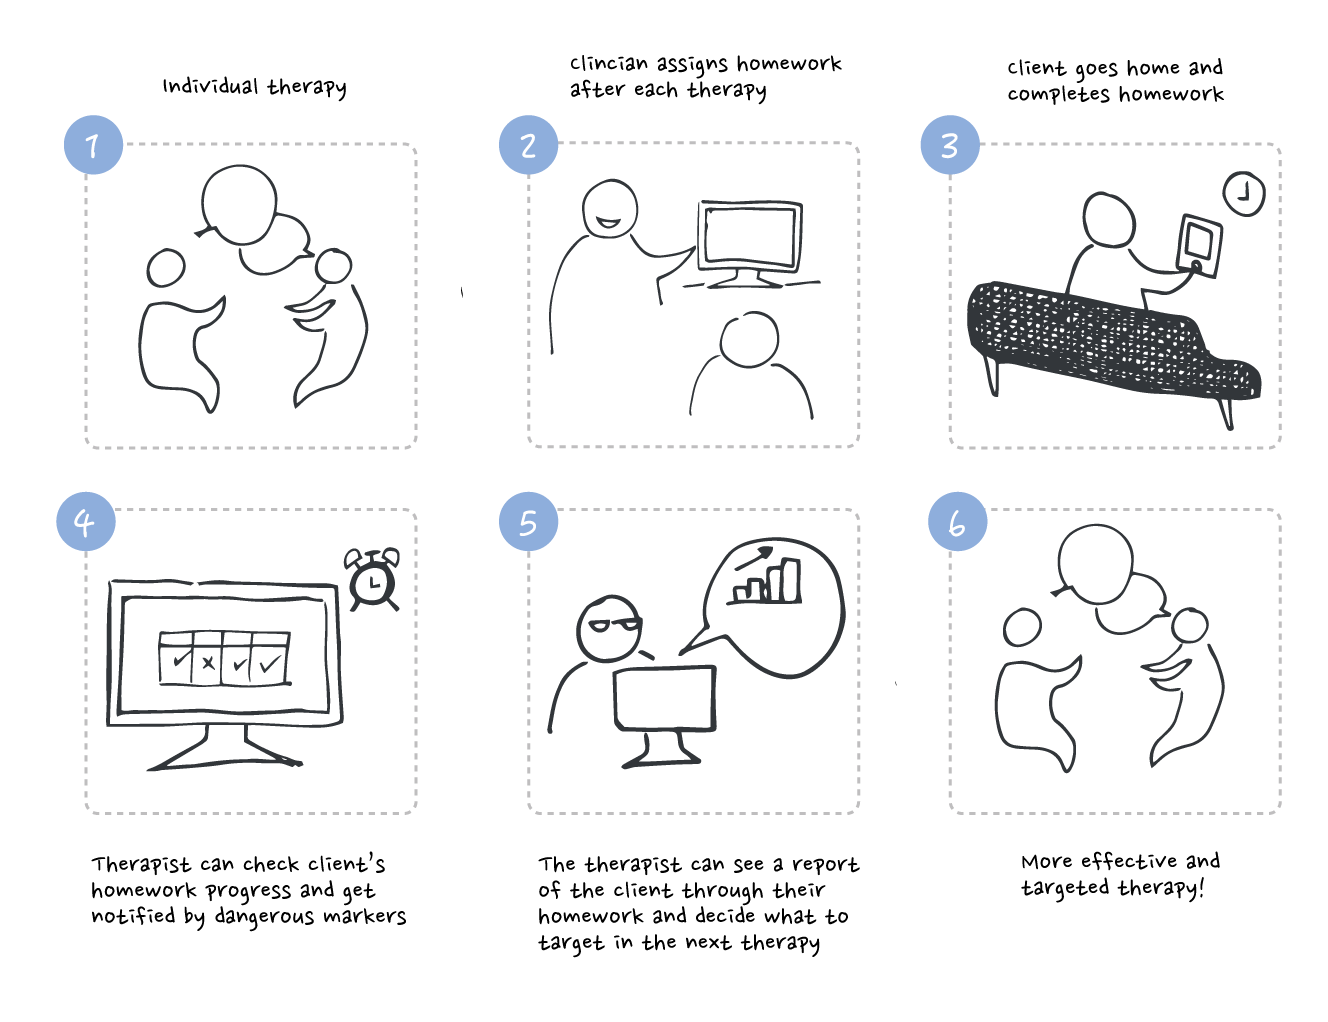 Individual therapy
Clincian assigns homework
after each therapy
Client goes home and
completes homework
1
2
3
4
5
6
Therapist can check client's
homework progress and get
notified by dangerous markers
The therapist can see a report
of the client through their
homework and decide what to
target in the next therapy
More effective and
targeted therapy!